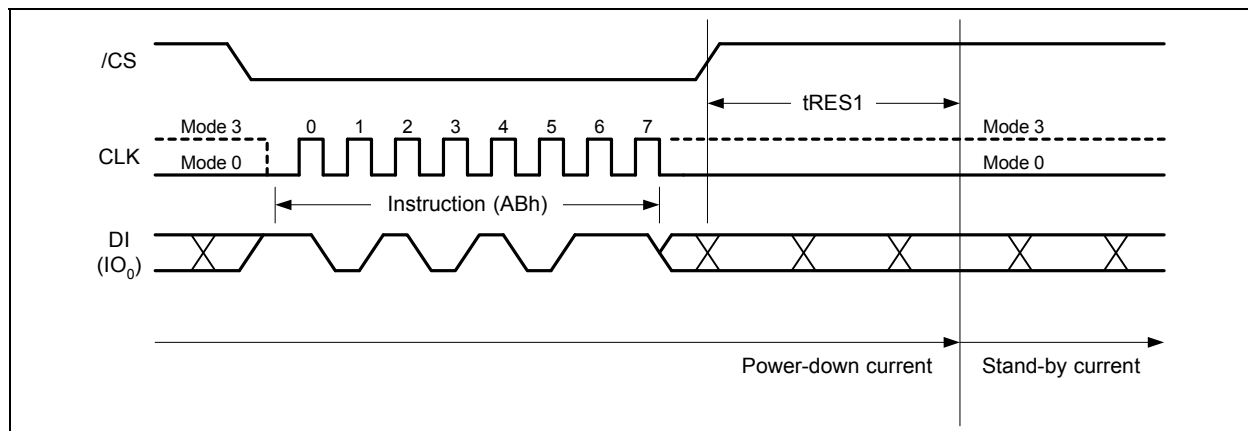 /CS
tRES1
Mode 3 0 1 2 3 4 5 6 7 Mode 3
CLK
Mode 0 Mode 0
Instruction (ABh)
DI
(IO0)
Power-down current Stand-by current